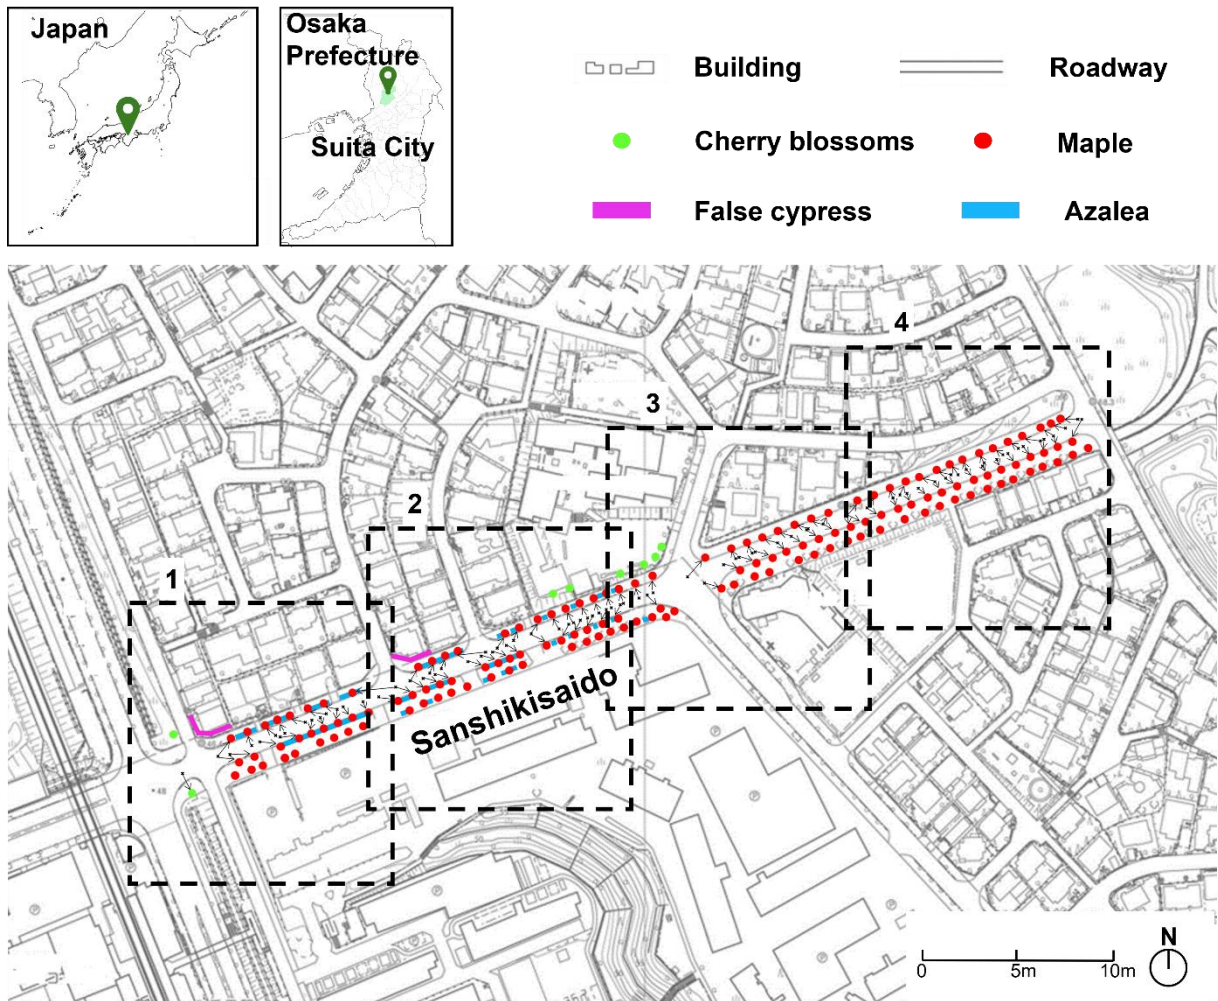 Japan
Osaka
Prefecture
Suita City
Building
Roadway
Cherry blossoms
Maple
False cypress
Azalea
4
3
2
1
Sanshikisaido
N
0
5m
10m